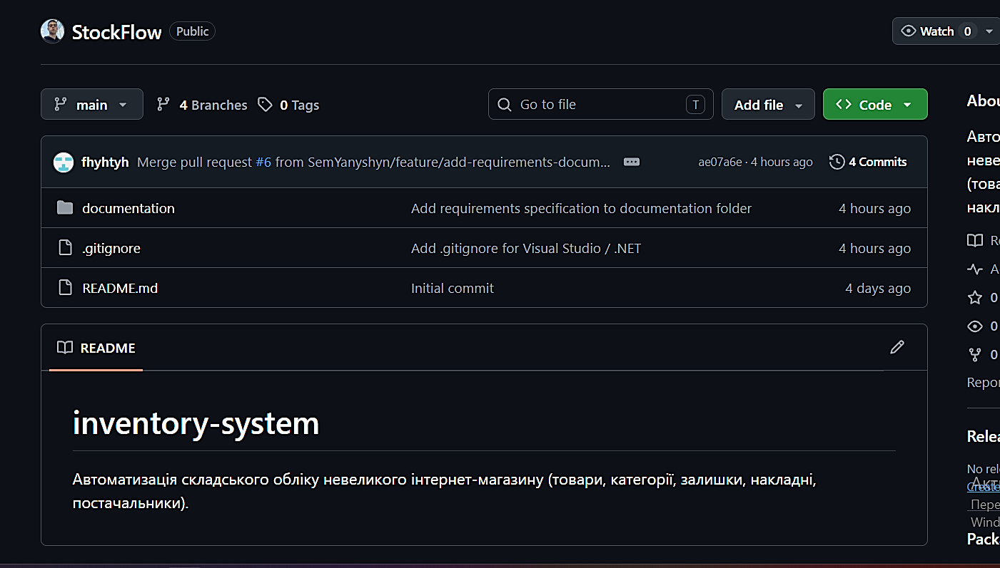 StockFlow Public
Watch 0
main 4 Branches 0 Tags
Go to file T
Add file
Code
fhyhtyh Merge pull request #6 from SemYanyshyn/feature/add-requirements-docum...
ae07a6e · 4 hours ago 4 Commits
documentation Add requirements specification to documentation folder 4 hours ago
.gitignore Add .gitignore for Visual Studio / .NET 4 hours ago
README.md Initial commit 4 days ago
README
inventory-system
Автоматизація складського обліку невеликого інтернет-магазину (товари, категорії, залишки, накладні,
постачальники).
Abou
Авто
неве
(това
накл
A
0
0
0
Repor
Relea
No rel
Create
Пере
Wind
Pack